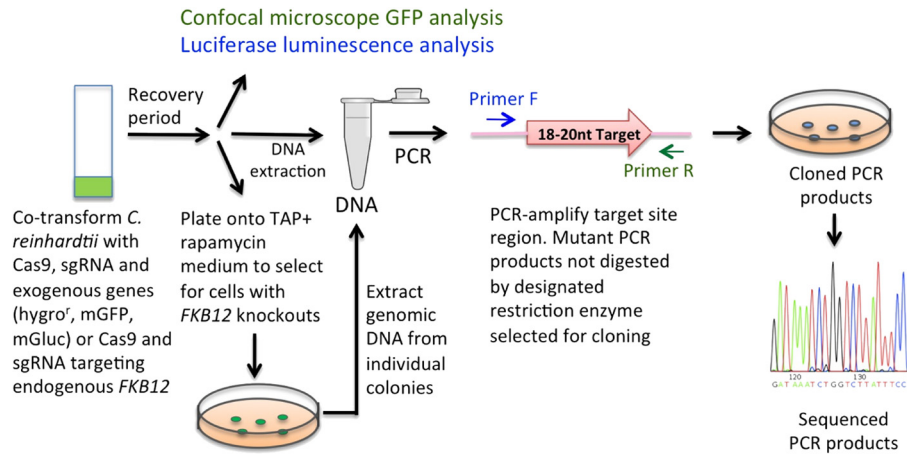 Confocal microscope GFP analysis
Luciferase luminescence analysis
Recovery
period
DNA
extraction
DNA
PCR
Primer F
18-20nt Target
Primer R
Cloned PCR
products
Co-transform C.
reinhardtii with
Cas9, sgRNA and
exogenous genes
(hygroʳ, mGFP,
mGluc) or Cas9 and
sgRNA targeting
endogenous FKB12
Plate onto TAP+
rapamycin
medium to select
for cells with
FKB12 knockouts
Extract
genomic
DNA from
individual
colonies
PCR-amplify target site
region. Mutant PCR
products not digested
by designated
restriction enzyme
selected for cloning
120 130
GATAAATCTGGTCTTATTTCC
Sequenced
PCR products